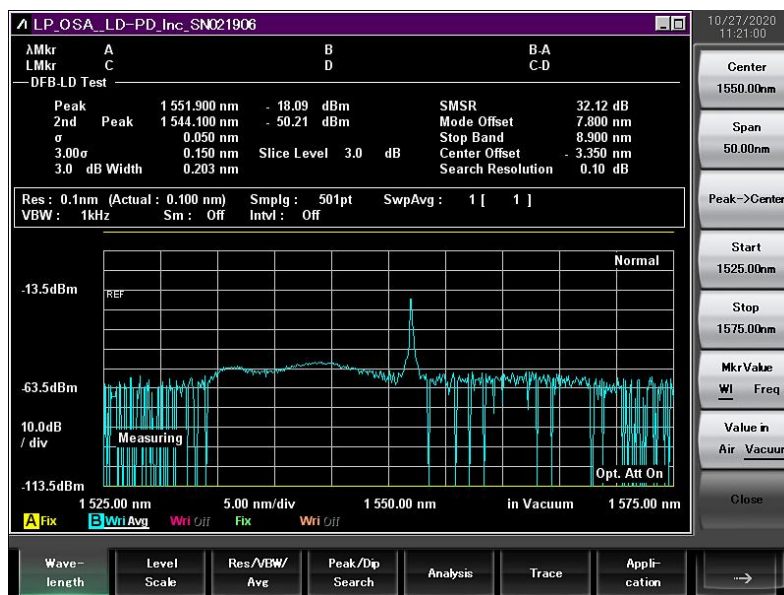 LP_OSA__LD-PD_Inc_SN021906
10/27/2020
11:21:00
λMkr A B B-A
LMkr C D C-D
DFB-LD Test
Peak 1 551.900 nm - 18.09 dBm SMSR 32.12 dB
2nd Peak 1 544.100 nm - 50.21 dBm Mode Offset 7.800 nm
σ 0.050 nm Stop Band 8.900 nm
3.00σ 0.150 nm Slice Level 3.0 dB Center Offset - 3.350 nm
3.0 dB Width 0.203 nm Search Resolution 0.10 dB
Res : 0.1nm (Actual : 0.100 nm) Smplg : 501pt SwpAvg : 1 [ 1 ]
VBW : 1kHz Sm : Off Intvl : Off
Normal
-13.5dBm
REF
-63.5dBm
10.0dB
/ div
Measuring
Opt. Att On
-113.5dBm
1 525.00 nm 5.00 nm/div 1 550.00 nm in Vacuum 1 575.00 nm
A Fix B Wri Avg Wri Off Fix Wri Off
Center
1550.00nm
Span
50.00nm
Peak->Center
Start
1525.00nm
Stop
1575.00nm
Mkr Value
Wl Freq
Value in
Air Vacuur
Close
Wave-
length
Level
Scale
Res/VBW/
Avg
Peak/Dip
Search
Analysis
Trace
Appli-
cation
→